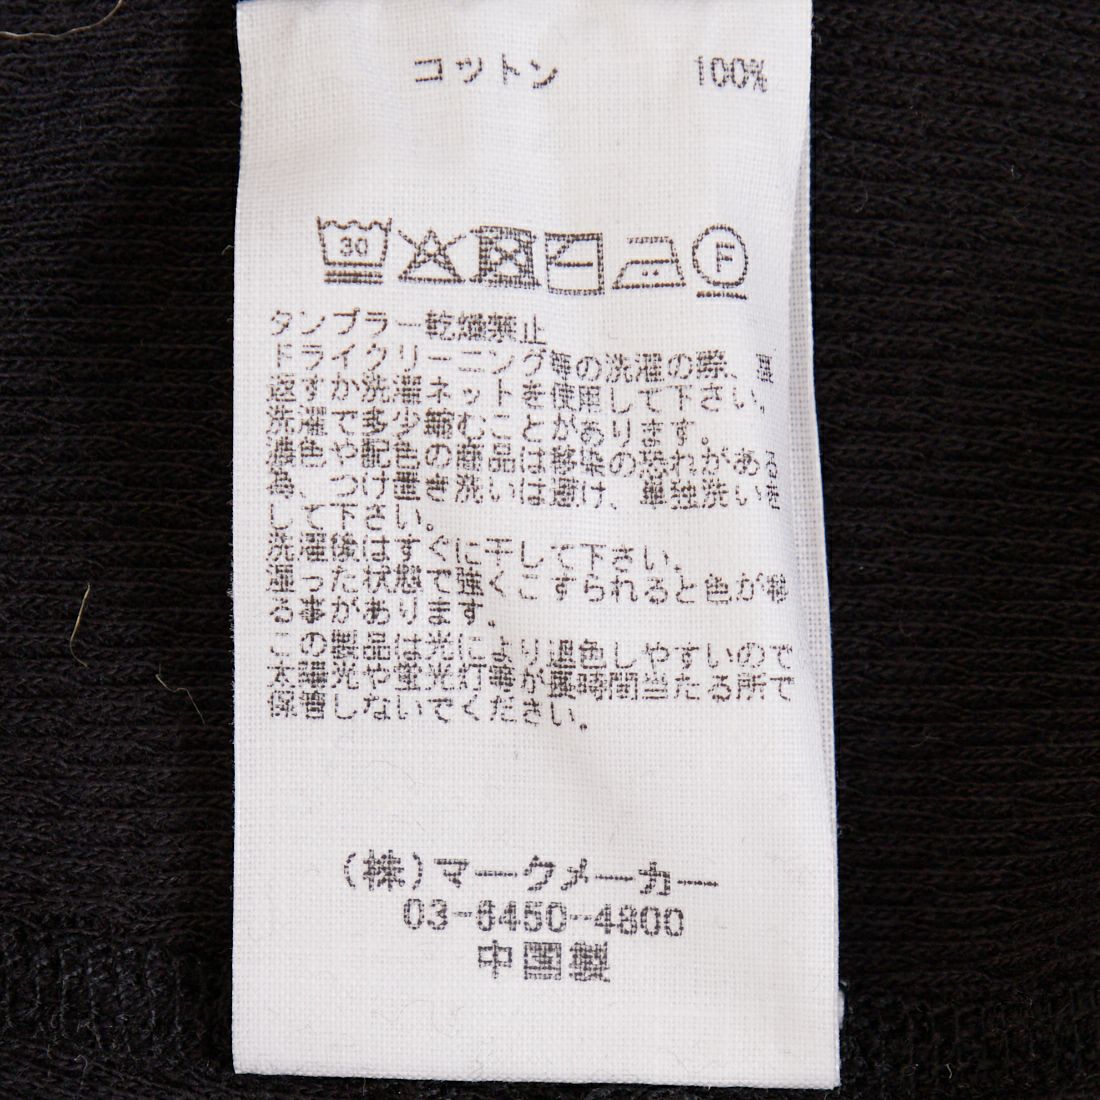 コットン 100%
30 F
タンブラー乾燥禁止
ドライクリーニング等の洗濯の際、裏
返すか洗濯ネットを使用して下さい。
洗濯で多少縮むことがあります。
濃色や配色の商品は移染の恐れがある
為、つけ置き洗いは避け、単独洗いを
して下さい。
洗濯後はすぐに干して下さい。
湿った状態で強くこすられると色が移
る事があります。
この製品は光により退色しやすいので
太陽光や蛍光灯等が長時間当たる所で
保管しないでください。
(株)マークメーカー
03-6450-4800
中国製